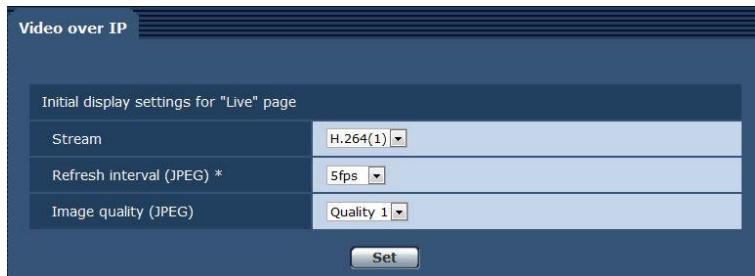 Video over IP
Initial display settings for "Live" page
Stream H.264(1)
Refresh interval (JPEG) * 5fps
Image quality (JPEG) Quality 1
Set